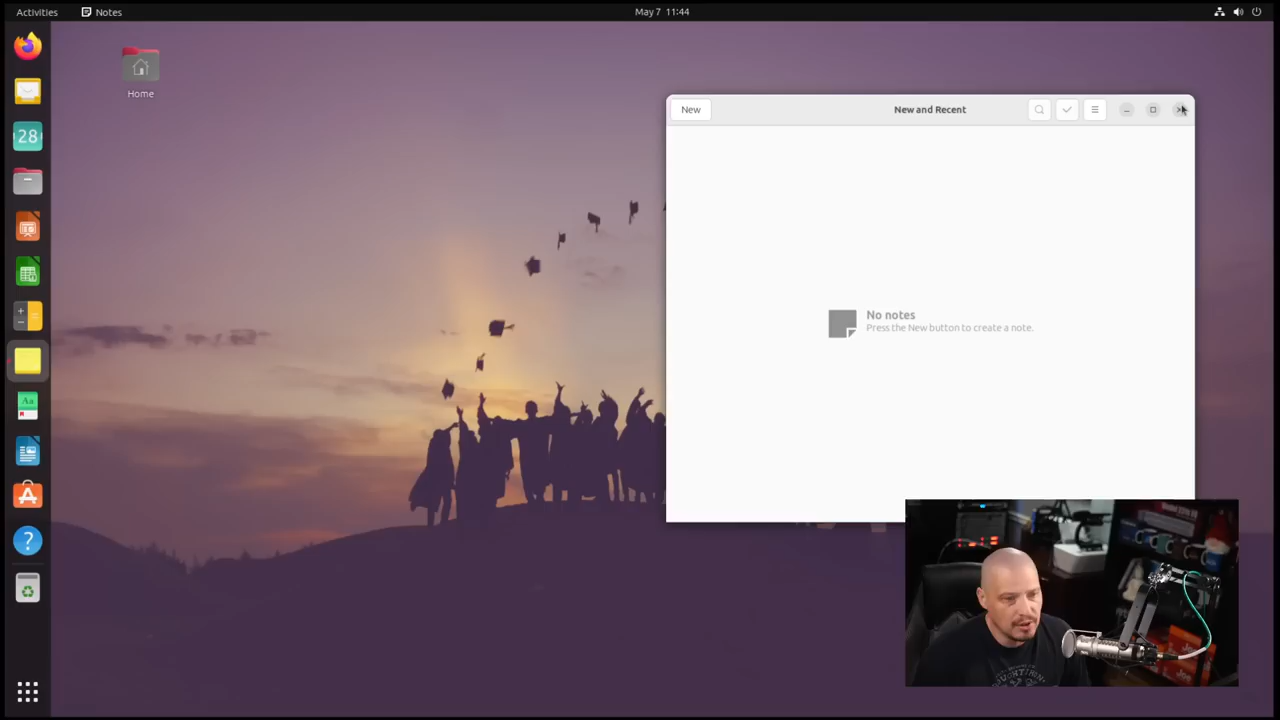 Activities Notes May 7 11:44
Home
28
New New and Recent
No notes
Press the New button to create a note.
Aa
?